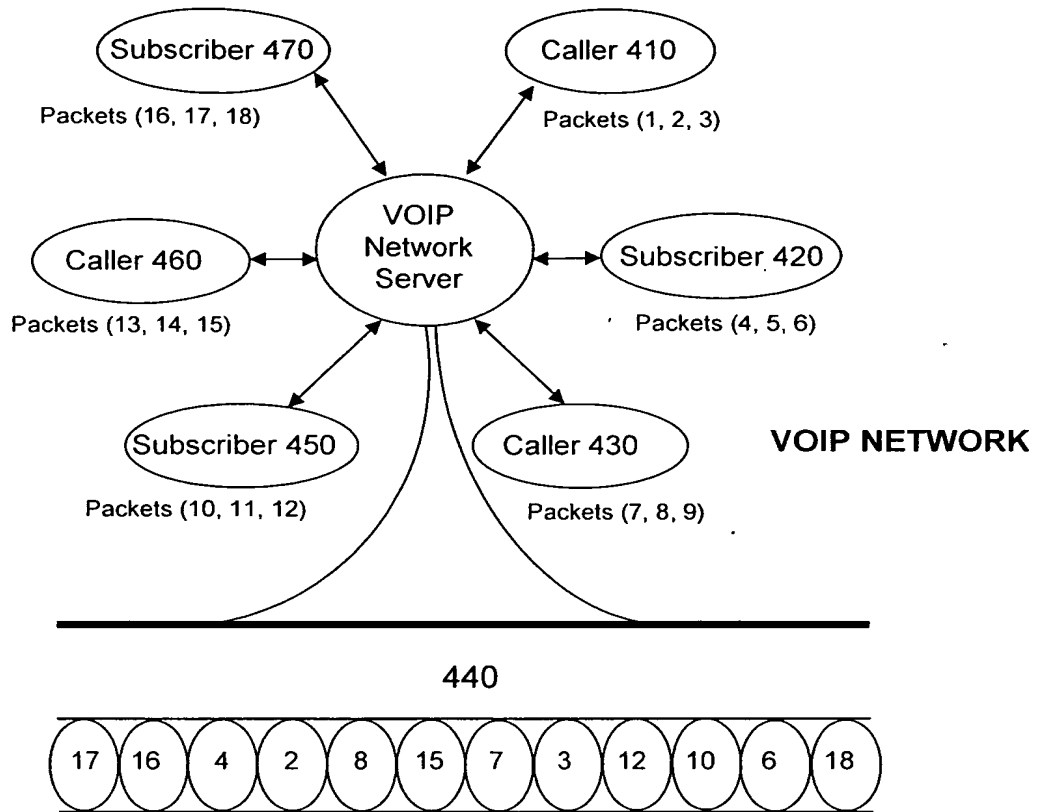 Subscriber 470
Caller 410
Packets (16, 17, 18)
Packets (1, 2, 3)
VOIP
Network
Server
Caller 460
Subscriber 420
Packets (13, 14, 15)
Packets (4, 5, 6)
Subscriber 450
Caller 430
VOIP NETWORK
Packets (10, 11, 12)
Packets (7, 8, 9)
440
17 16 4 2 8 15 7 3 12 10 6 18